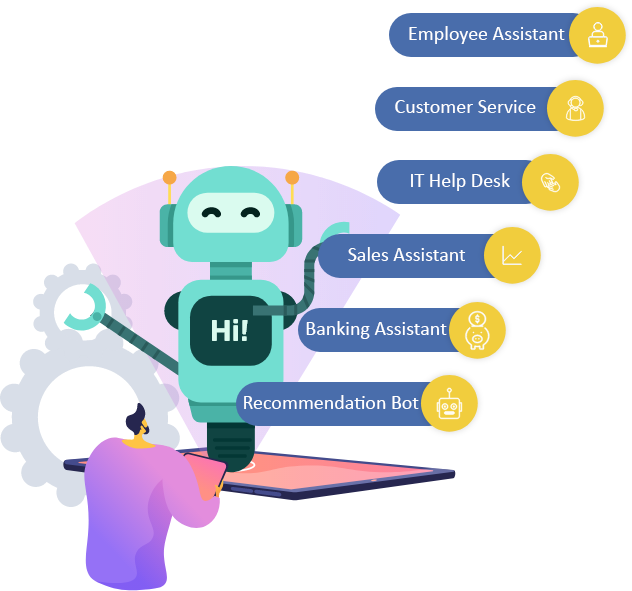 Employee Assistant
Customer Service
IT Help Desk
Sales Assistant
Hi!
Banking Assistant
$
Recommendation Bot